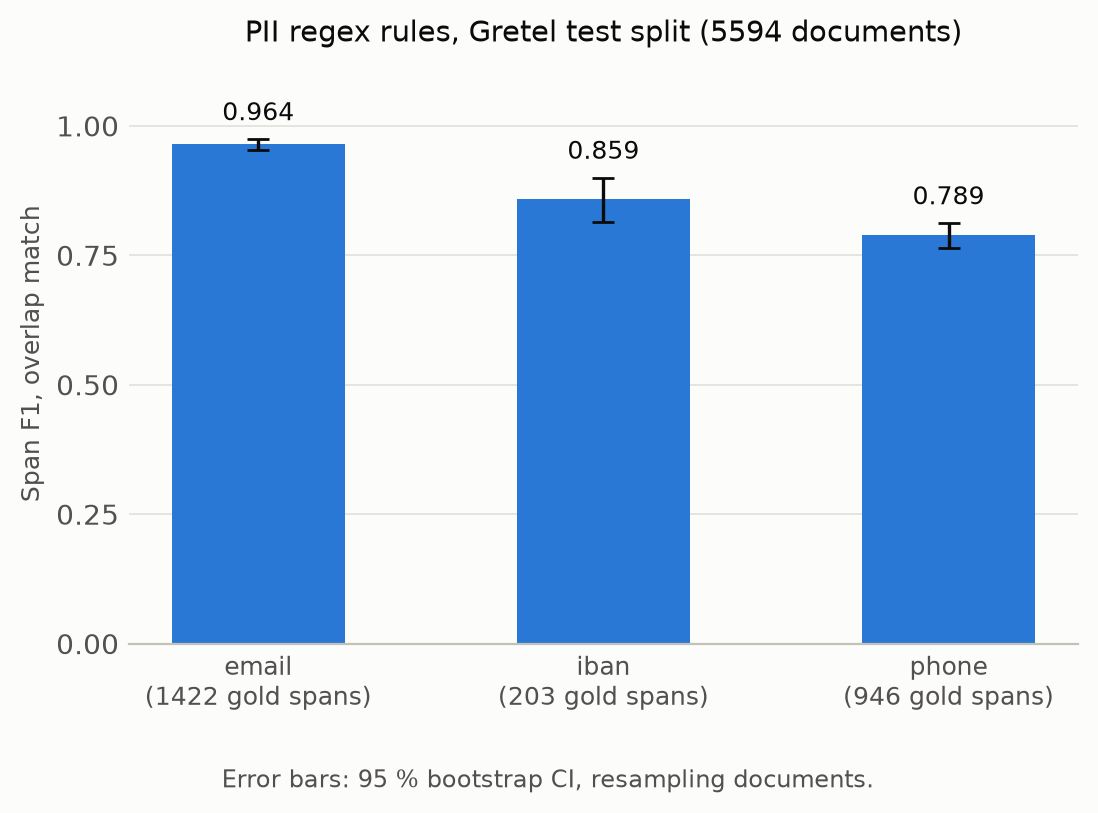 PII regex rules, Gretel test split (5594 documents)
0.964
1.00
0.859
0.789
0.75
Span F1, overlap match
0.50
0.25
0.00
email
(1422 gold spans)
iban
(203 gold spans)
phone
(946 gold spans)
Error bars: 95 % bootstrap CI, resampling documents.